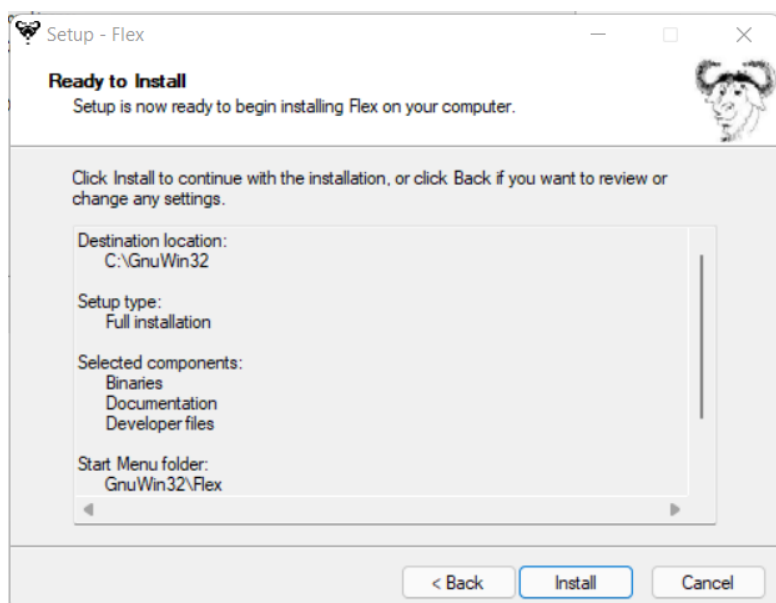 Setup - Flex
Ready to Install
Setup is now ready to begin installing Flex on your computer.
Click Install to continue with the installation, or click Back if you want to review or
change any settings.
Destination location:
C:\GnuWin32
Setup type:
Full installation
Selected components:
Binaries
Documentation
Developer files
Start Menu folder:
GnuWin32\Flex
< Back
Install
Cancel